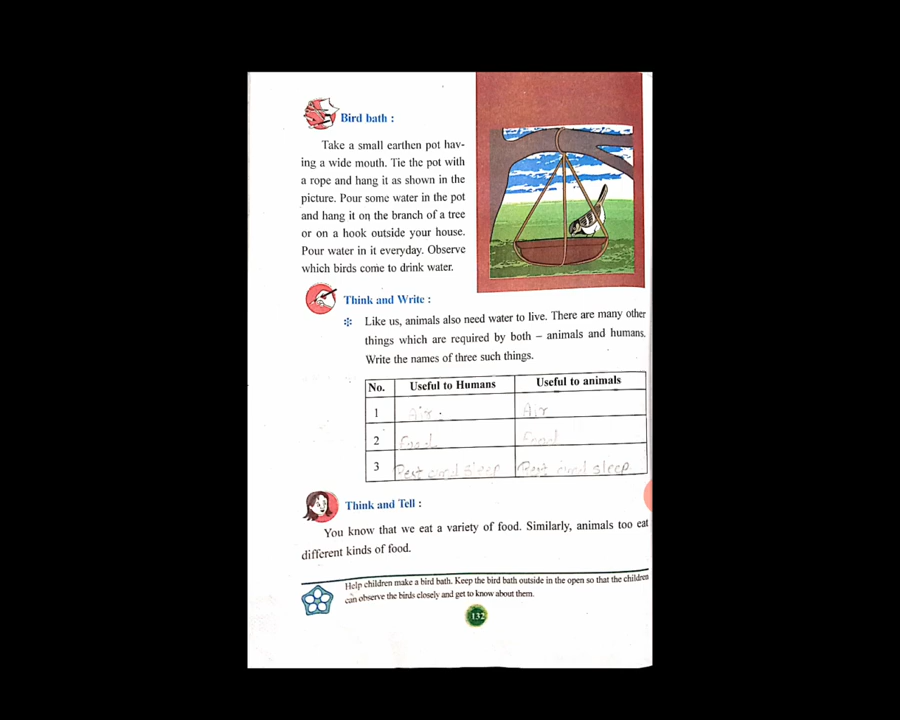 Bird bath :
Take a small earthen pot hav-
ing a wide mouth. Tie the pot with
a rope and hang it as shown in the
picture. Pour some water in the pot
and hang it on the branch of a tree
or on a hook outside your house.
Pour water in it everyday. Observe
which birds come to drink water.
Think and Write :
❊ Like us, animals also need water to live. There are many other
things which are required by both – animals and humans.
Write the names of three such things.
No. Useful to Humans Useful to animals
1 Air. Air
2 Food Food
3 Rest and sleep Rest and sleep
Think and Tell :
You know that we eat a variety of food. Similarly, animals too eat
different kinds of food.
Help children make a bird bath. Keep the bird bath outside in the open so that the children
can observe the birds closely and get to know about them.
132